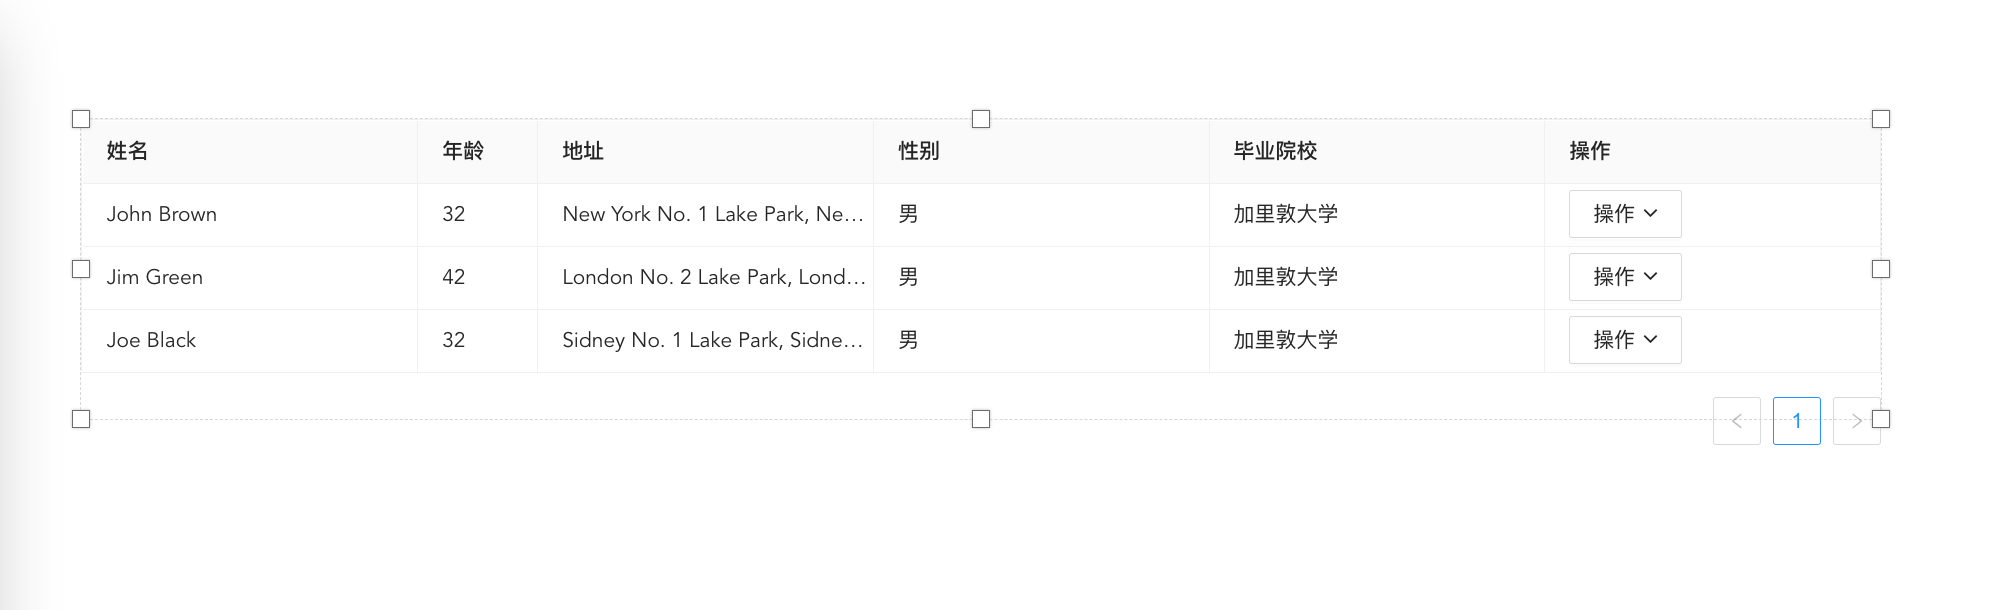 姓名 年龄 地址 性别 毕业院校 操作
John Brown 32 New York No. 1 Lake Park, Ne... 男 加里敦大学 操作
Jim Green 42 London No. 2 Lake Park, Lond... 男 加里敦大学 操作
Joe Black 32 Sidney No. 1 Lake Park, Sidne... 男 加里敦大学 操作
1